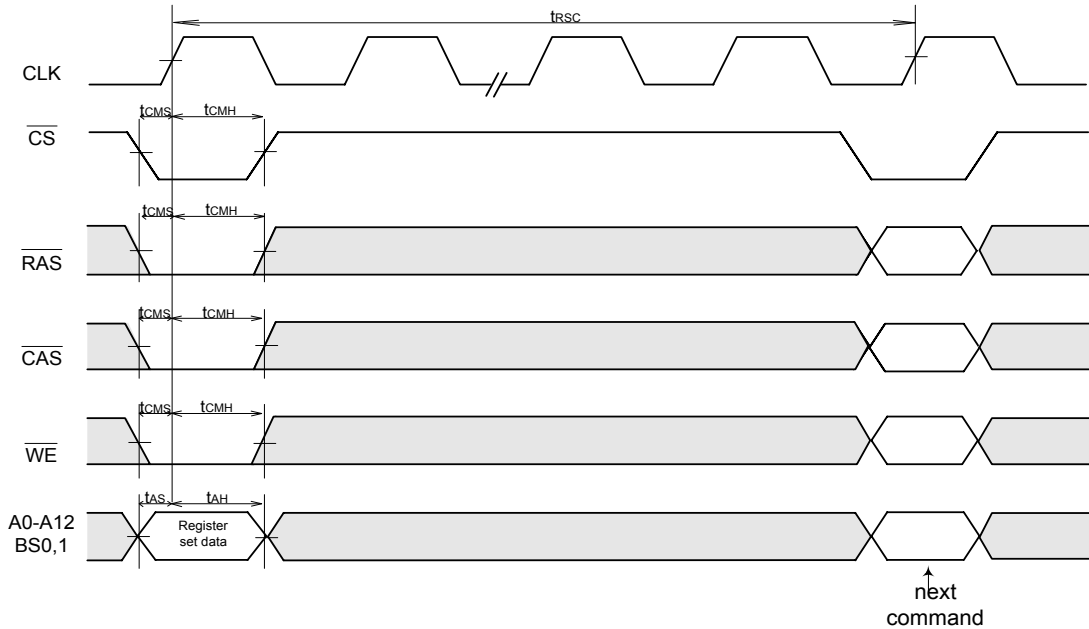 tRSC
CLK
tCMS tCMH
CS
tCMS tCMH
RAS
tCMS tCMH
CAS
tCMS tCMH
WE
tAS tAH
A0-A12
BS0,1
Register
set data
next
command